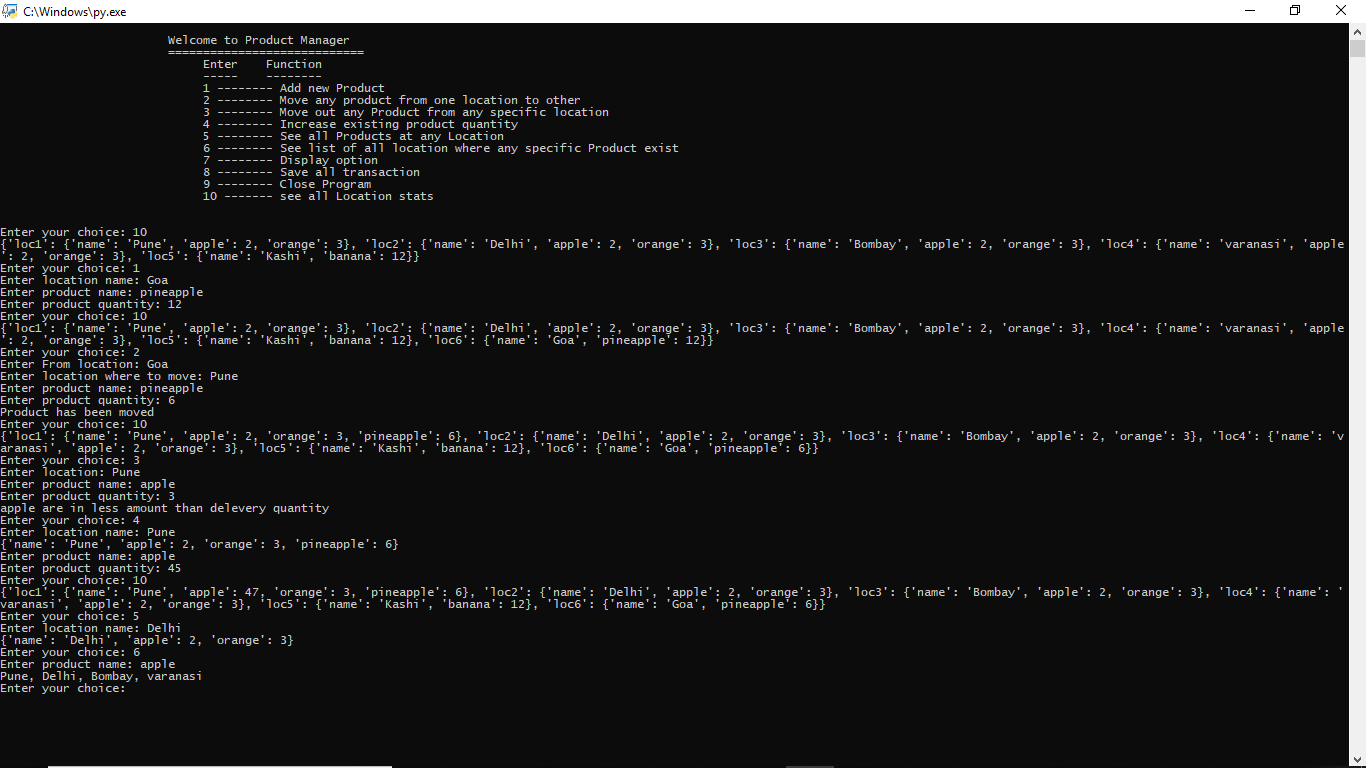 C:\Windows\py.exe
Welcome to Product Manager
============================
Enter    Function
-----    --------
1 -------- Add new Product
2 -------- Move any product from one location to other
3 -------- Move out any Product from any specific location
4 -------- Increase existing product quantity
5 -------- See all Products at any Location
6 -------- See list of all location where any specific Product exist
7 -------- Display option
8 -------- Save all transaction
9 -------- Close Program
10 ------- see all Location stats
Enter your choice: 10
{'loc1': {'name': 'Pune', 'apple': 2, 'orange': 3}, 'loc2': {'name': 'Delhi', 'apple': 2, 'orange': 3}, 'loc3': {'name': 'Bombay', 'apple': 2, 'orange': 3}, 'loc4': {'name': 'varanasi', 'apple
': 2, 'orange': 3}, 'loc5': {'name': 'Kashi', 'banana': 12}}
Enter your choice: 1
Enter location name: Goa
Enter product name: pineapple
Enter product quantity: 12
Enter your choice: 10
{'loc1': {'name': 'Pune', 'apple': 2, 'orange': 3}, 'loc2': {'name': 'Delhi', 'apple': 2, 'orange': 3}, 'loc3': {'name': 'Bombay', 'apple': 2, 'orange': 3}, 'loc4': {'name': 'varanasi', 'apple
': 2, 'orange': 3}, 'loc5': {'name': 'Kashi', 'banana': 12}, 'loc6': {'name': 'Goa', 'pineapple': 12}}
Enter your choice: 2
Enter From location: Goa
Enter location where to move: Pune
Enter product name: pineapple
Enter product quantity: 6
Product has been moved
Enter your choice: 10
{'loc1': {'name': 'Pune', 'apple': 2, 'orange': 3, 'pineapple': 6}, 'loc2': {'name': 'Delhi', 'apple': 2, 'orange': 3}, 'loc3': {'name': 'Bombay', 'apple': 2, 'orange': 3}, 'loc4': {'name': 'v
aranasi', 'apple': 2, 'orange': 3}, 'loc5': {'name': 'Kashi', 'banana': 12}, 'loc6': {'name': 'Goa', 'pineapple': 6}}
Enter your choice: 3
Enter location: Pune
Enter product name: apple
Enter product quantity: 3
apple are in less amount than delevery quantity
Enter your choice: 4
Enter location name: Pune
{'name': 'Pune', 'apple': 2, 'orange': 3, 'pineapple': 6}
Enter product name: apple
Enter product quantity: 45
Enter your choice: 10
{'loc1': {'name': 'Pune', 'apple': 47, 'orange': 3, 'pineapple': 6}, 'loc2': {'name': 'Delhi', 'apple': 2, 'orange': 3}, 'loc3': {'name': 'Bombay', 'apple': 2, 'orange': 3}, 'loc4': {'name': '
varanasi', 'apple': 2, 'orange': 3}, 'loc5': {'name': 'Kashi', 'banana': 12}, 'loc6': {'name': 'Goa', 'pineapple': 6}}
Enter your choice: 5
Enter location name: Delhi
{'name': 'Delhi', 'apple': 2, 'orange': 3}
Enter your choice: 6
Enter product name: apple
Pune, Delhi, Bombay, varanasi
Enter your choice: